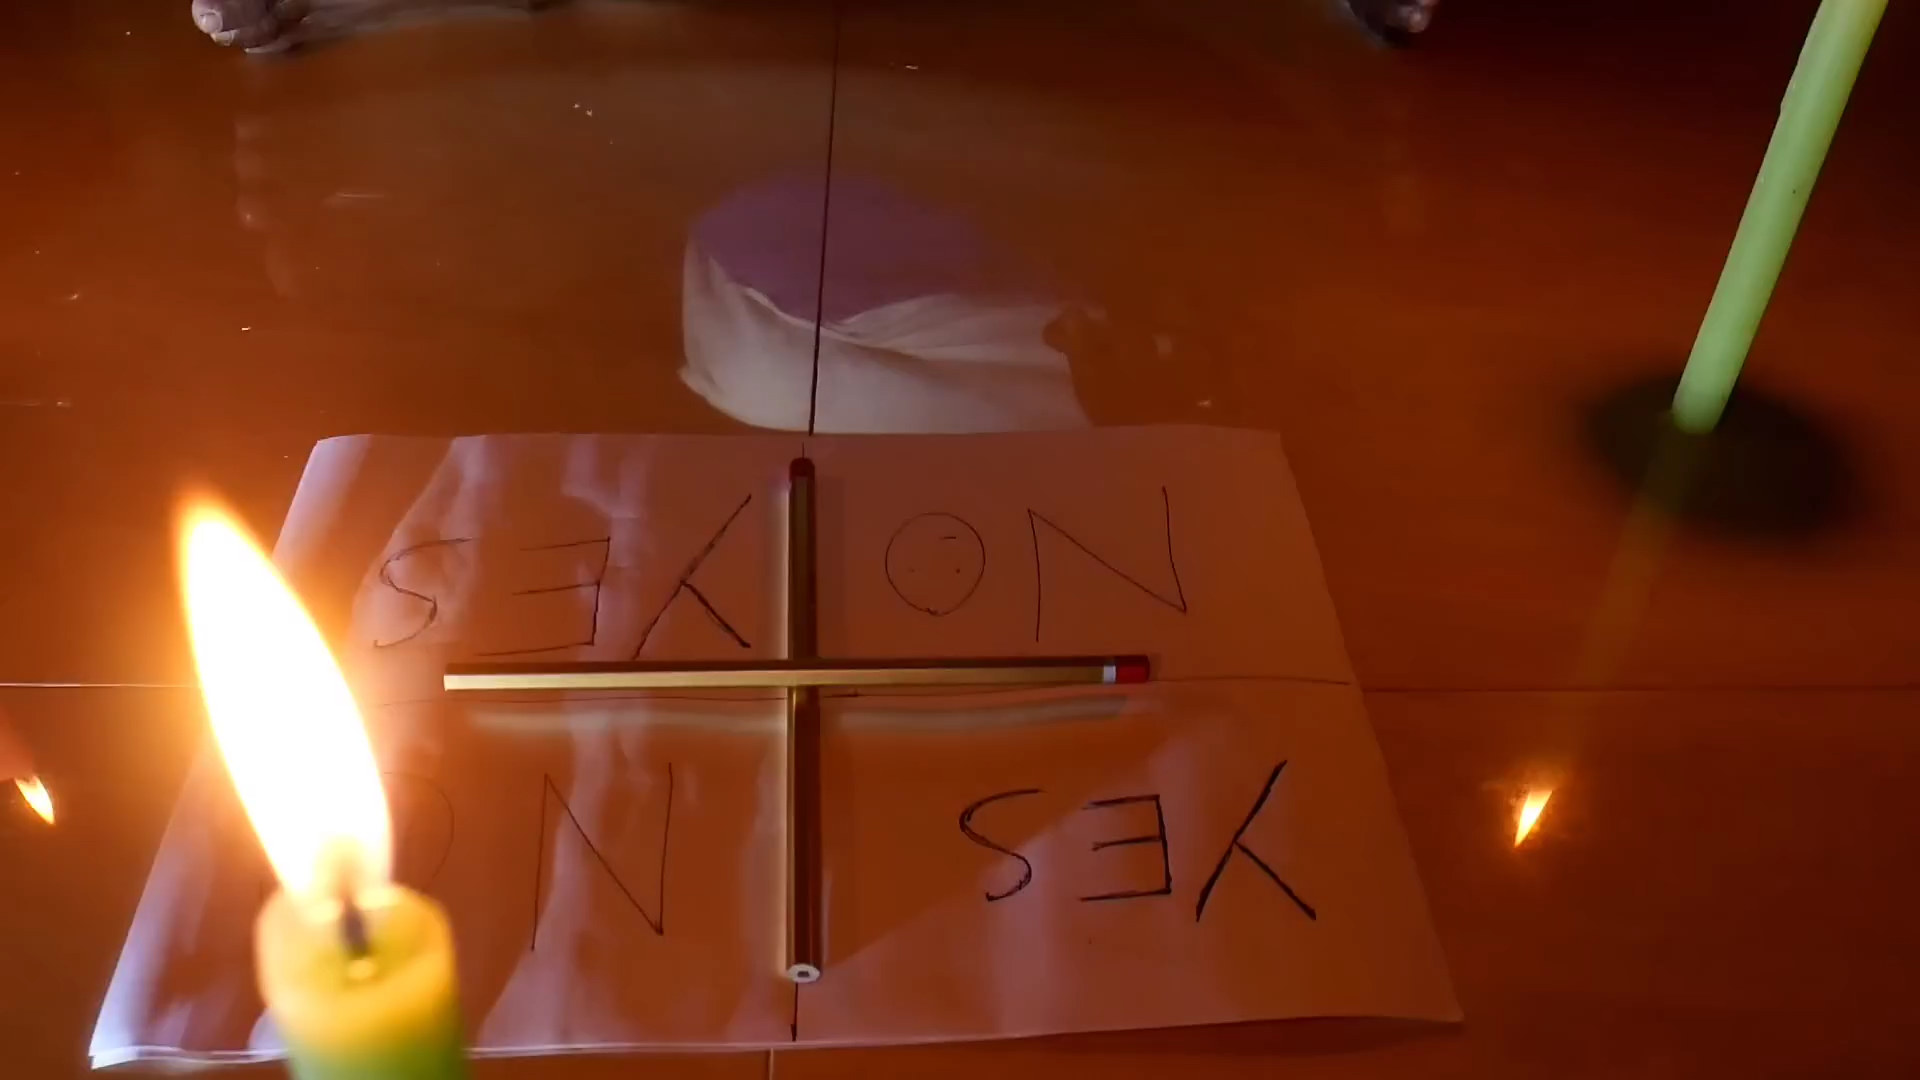 YES NO
NO YES